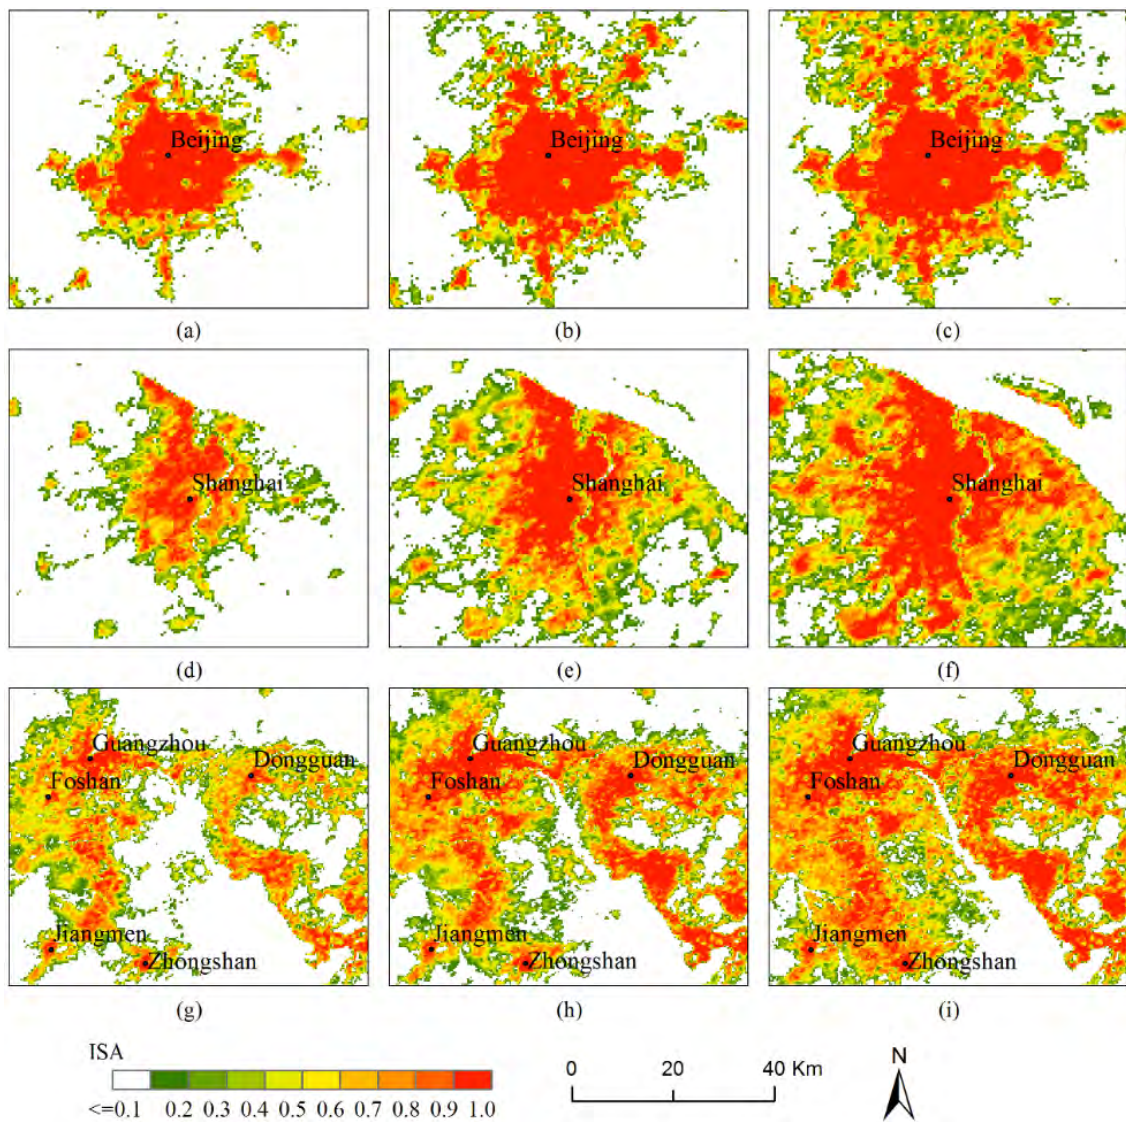 Beijing
Beijing
Beijing
(a)
(b)
(c)
Shanghai
Shanghai
Shanghai
(d)
(e)
(f)
Guangzhou
Dongguan
Foshan
Jiangmen
Zhongshan
Guangzhou
Dongguan
Foshan
Jiangmen
Zhongshan
Guangzhou
Dongguan
Foshan
Jiangmen
Zhongshan
(g)
(h)
(i)
ISA
<=0.1 0.2 0.3 0.4 0.5 0.6 0.7 0.8 0.9 1.0
0 20 40 Km
N